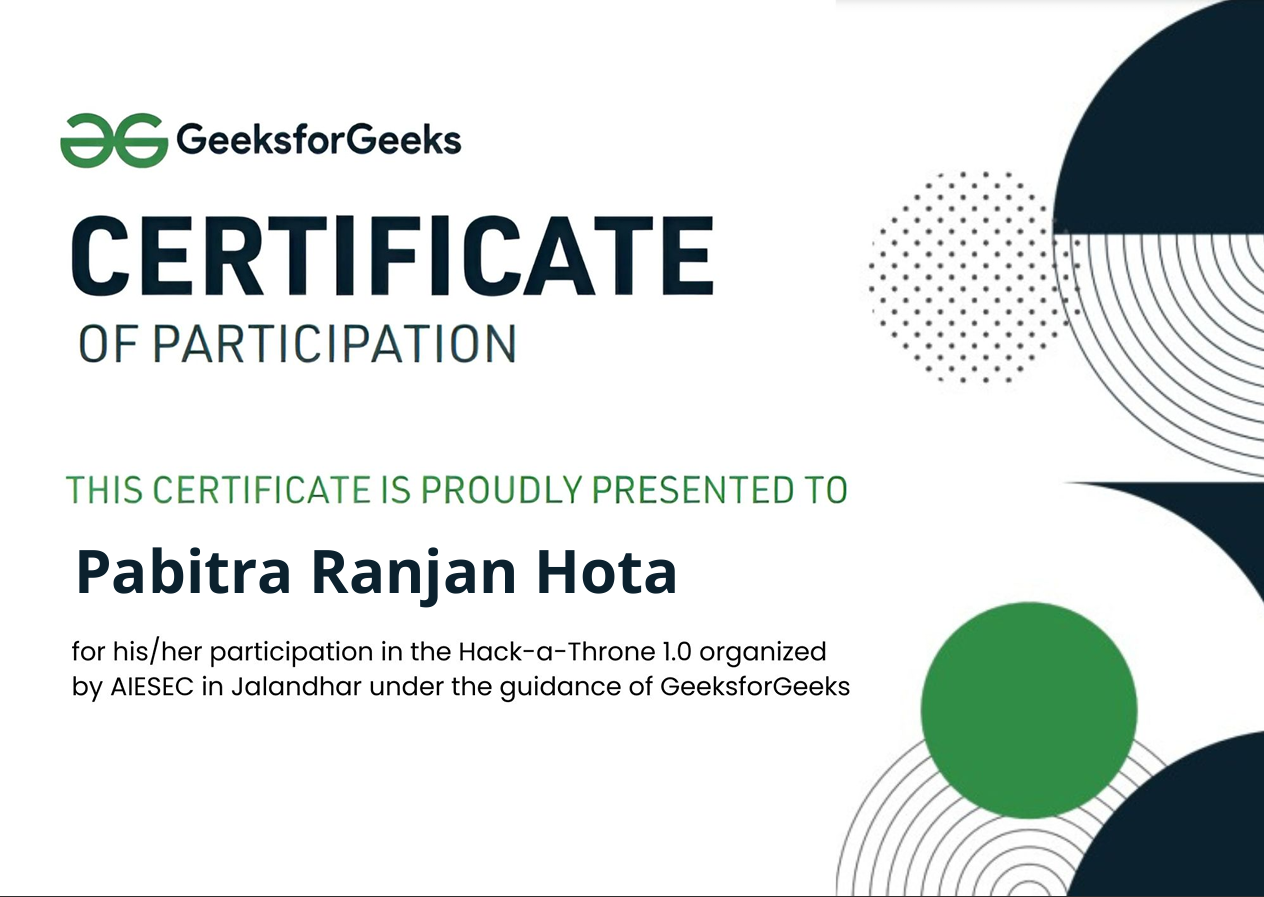 GeeksforGeeks
CERTIFICATE
OF PARTICIPATION
THIS CERTIFICATE IS PROUDLY PRESENTED TO
Pabitra Ranjan Hota
for his/her participation in the Hack-a-Throne 1.0 organized
by AIESEC in Jalandhar under the guidance of GeeksforGeeks